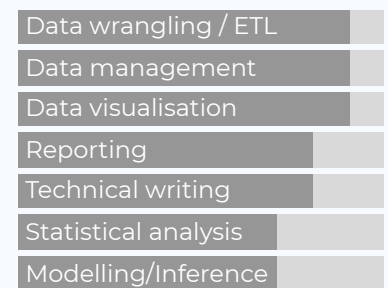 Data wrangling / ETL
Data management
Data visualisation
Reporting
Technical writing
Statistical analysis
Modelling/Inference